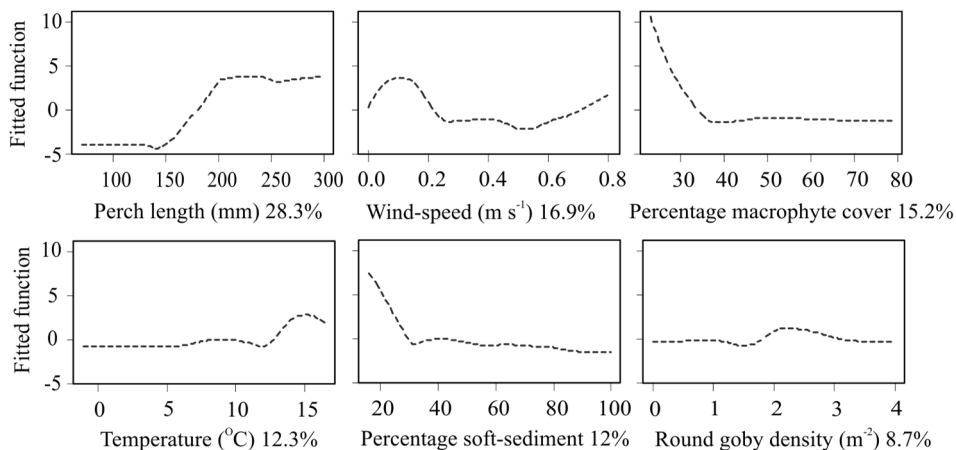 Fitted function
10
5
0
-5
100 150 200 250 300
Perch length (mm) 28.3%
0.0 0.2 0.4 0.6 0.8
Wind-speed (m s-1) 16.9%
30 40 50 60 70 80
Percentage macrophyte cover 15.2%
Fitted function
10
5
0
-5
0 5 10 15
Temperature (OC) 12.3%
20 40 60 80 100
Percentage soft-sediment 12%
0 1 2 3 4
Round goby density (m-2) 8.7%